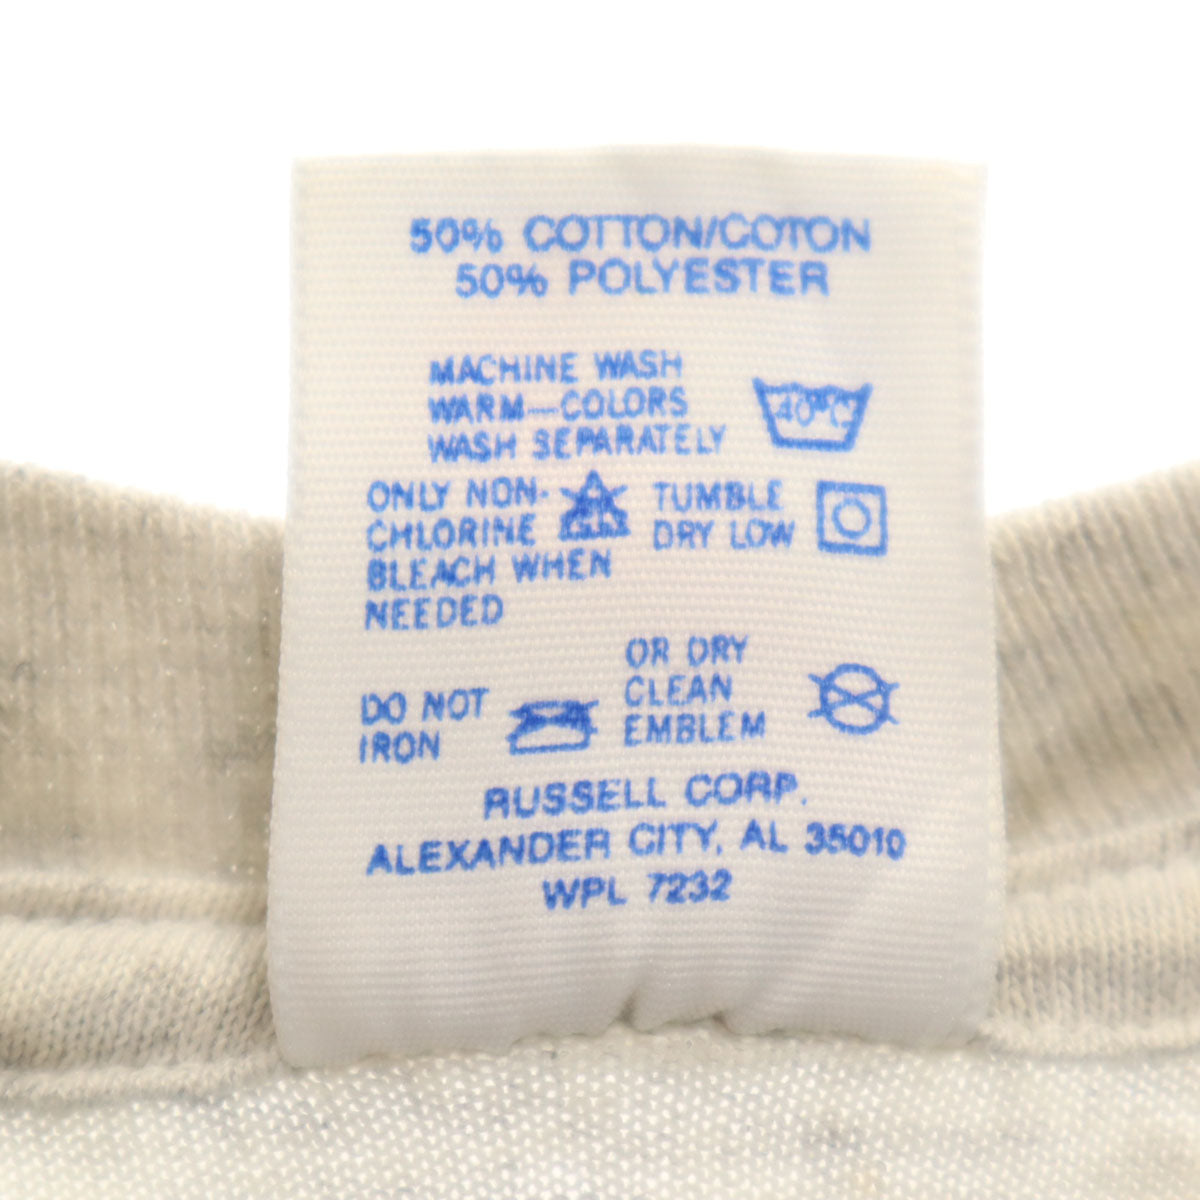 50% COTTON/COTON
50% POLYESTER
MACHINE WASH
WARM—COLORS
WASH SEPARATELY
40°C
ONLY NON-
CHLORINE
BLEACH WHEN
NEEDED
TUMBLE
DRY LOW
DO NOT
IRON
OR DRY
CLEAN
EMBLEM
RUSSELL CORP.
ALEXANDER CITY, AL 35010
WPL 7232